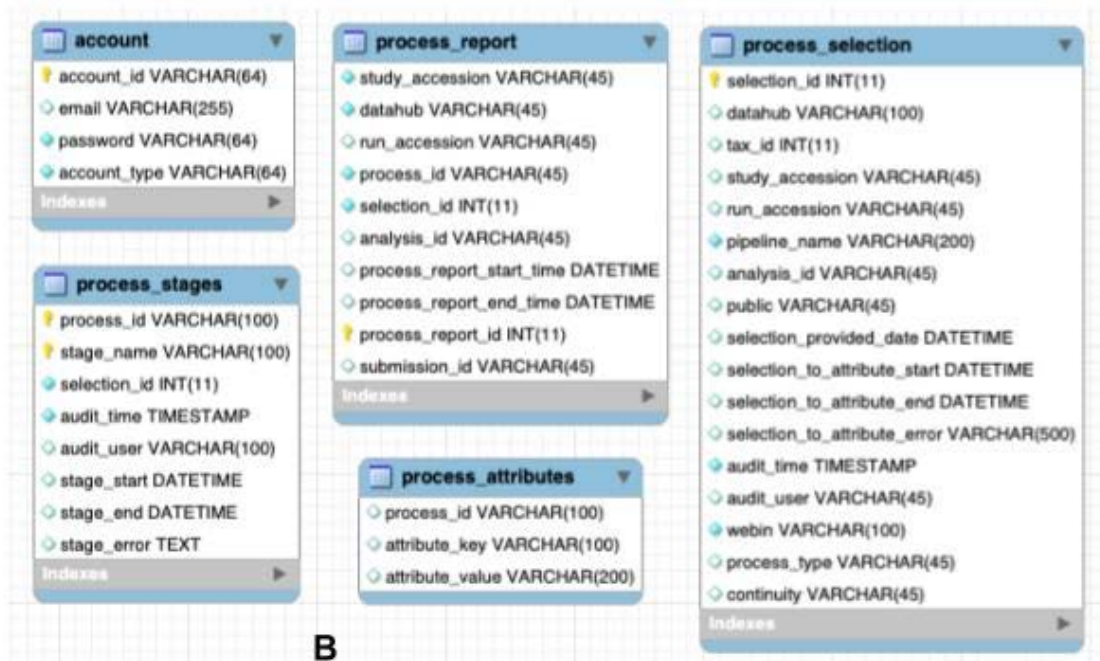 account
account_id VARCHAR(64)
email VARCHAR(255)
password VARCHAR(64)
account_type VARCHAR(64)
Indexes
process_stages
process_id VARCHAR(100)
stage_name VARCHAR(100)
selection_id INT(11)
audit_time TIMESTAMP
audit_user VARCHAR(100)
stage_start DATETIME
stage_end DATETIME
stage_error TEXT
Indexes
process_report
study_accession VARCHAR(45)
datahub VARCHAR(45)
run_accession VARCHAR(45)
process_id VARCHAR(45)
selection_id INT(11)
analysis_id VARCHAR(45)
process_report_start_time DATETIME
process_report_end_time DATETIME
process_report_id INT(11)
submission_id VARCHAR(45)
Indexes
process_attributes
process_id VARCHAR(100)
attribute_key VARCHAR(100)
attribute_value VARCHAR(200)
process_selection
selection_id INT(11)
datahub VARCHAR(100)
tax_id INT(11)
study_accession VARCHAR(45)
run_accession VARCHAR(45)
pipeline_name VARCHAR(200)
analysis_id VARCHAR(45)
public VARCHAR(45)
selection_provided_date DATETIME
selection_to_attribute_start DATETIME
selection_to_attribute_end DATETIME
selection_to_attribute_error VARCHAR(500)
audit_time TIMESTAMP
audit_user VARCHAR(45)
webin VARCHAR(100)
process_type VARCHAR(45)
continuity VARCHAR(45)
Indexes
B